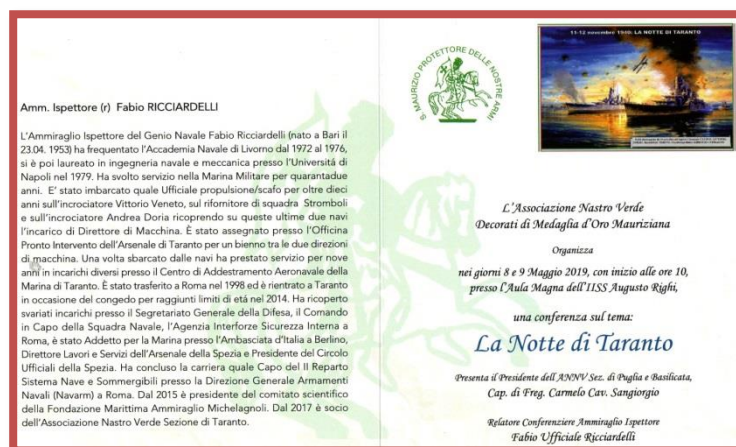 Amm. Ispettore (r) Fabio RICCIARDELLI
L'Ammiraglio Ispettore del Genio Navale Fabio Ricciardelli (nato a Bari il
23.04. 1953) ha frequentato l'Accademia Navale di Livorno dal 1972 al 1976,
si è poi laureato in ingegneria navale e meccanica presso l'Universitá di
Napoli nel 1979. Ha svolto servizio nella Marina Militare per quarantadue
anni. E' stato imbarcato quale Ufficiale propulsione/scafo per oltre dieci
anni sull'incrociatore Vittorio Veneto, sul rifornitore di squadra Stromboli
e sull'incrociatore Andrea Doria ricoprendo su queste ultime due navi
l'incarico di Direttore di Macchina. È stato assegnato presso l'Officina
Pronto Intervento dell'Arsenale di Taranto per un biennio tra le due direzioni
di macchina. Una volta sbarcato dalle navi ha prestato servizio per nove
anni in incarichi diversi presso il Centro di Addestramento Aeronavale della
Marina di Taranto. È stato trasferito a Roma nel 1998 ed è rientrato a Taranto
in occasione del congedo per raggiunti limiti di etá nel 2014. Ha ricoperto
svariati incarichi presso il Segretariato Generale della Difesa, il Comando
in Capo della Squadra Navale, l'Agenzia Interforze Sicurezza Interna a
Roma, è stato Addetto per la Marina presso l'Ambasciata d'Italia a Berlino,
Direttore Lavori e Servizi dell'Arsenale della Spezia e Presidente del Circolo
Ufficiali della Spezia. Ha concluso la carriera quale Capo del II Reparto
Sistema Nave e Sommergibili presso la Direzione Generale Armamenti
Navali (Navarm) a Roma. Dal 2015 è presidente del comitato scientifico
della Fondazione Marittima Ammiraglio Michelagnoli. Dal 2017 è socio
dell'Associazione Nastro Verde Sezione di Taranto.
S. MAURIZIO PROTETTORE DELLE NOSTRE ARMI
11-12 novembre 1940: LA NOTTE DI TARANTO
L'Associazione Nastro Verde
Decorati di Medaglia d'Oro Mauriziana
Organizza
nei giorni 8 e 9 Maggio 2019, con inizio alle ore 10,
presso l'Aula Magna dell'IISS Augusto Righi,
una conferenza sul tema:
La Notte di Taranto
Presenta il Presidente dell'ANNV Sez. di Puglia e Basilicata,
Cap. di Freg. Carmelo Cav. Sangiorgio
Relatore Conferenziere Ammiraglio Ispettore
Fabio Ufficiale Ricciardelli